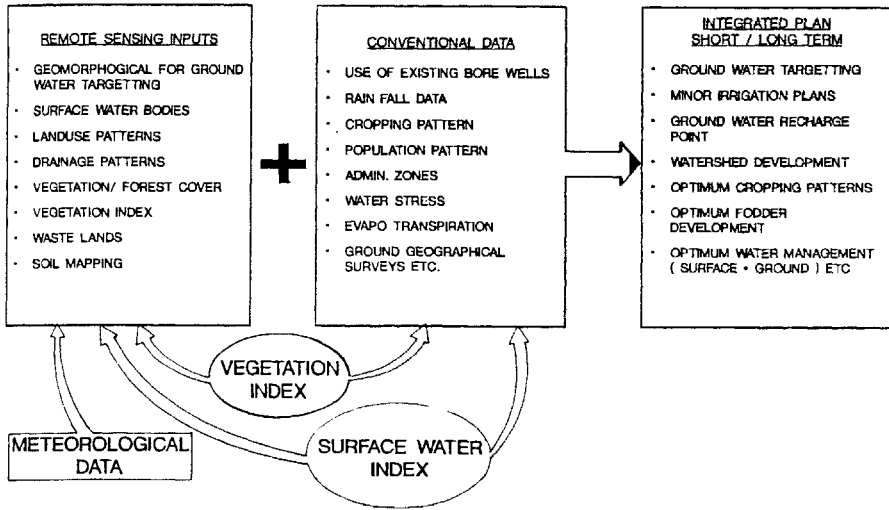 REMOTE SENSING INPUTS
· GEOMORPHOGICAL FOR GROUND
WATER TARGETTING
· SURFACE WATER BODIES
· LANDUSE PATTERNS
· DRAINAGE PATTERNS
· VEGETATION/ FOREST COVER
· VEGETATION INDEX
· WASTE LANDS
· SOIL MAPPING
+
CONVENTIONAL DATA
· USE OF EXISTING BORE WELLS
· RAIN FALL DATA
· CROPPING PATTERN
· POPULATION PATTERN
· ADMIN. ZONES
· WATER STRESS
· EVAPO TRANSPIRATION
· GROUND GEOGRAPHICAL
SURVEYS ETC.
INTEGRATED PLAN
SHORT / LONG TERM
· GROUND WATER TARGETTING
· MINOR IRRIGATION PLANS
· GROUND WATER RECHARGE
POINT
· WATERSHED DEVELOPMENT
· OPTIMUM CROPPING PATTERNS
· OPTIMUM FODDER
DEVELOPMENT
· OPTIMUM WATER MANAGEMENT
( SURFACE + GROUND ) ETC
VEGETATION
INDEX
METEOROLOGICAL
DATA
SURFACE WATER
INDEX